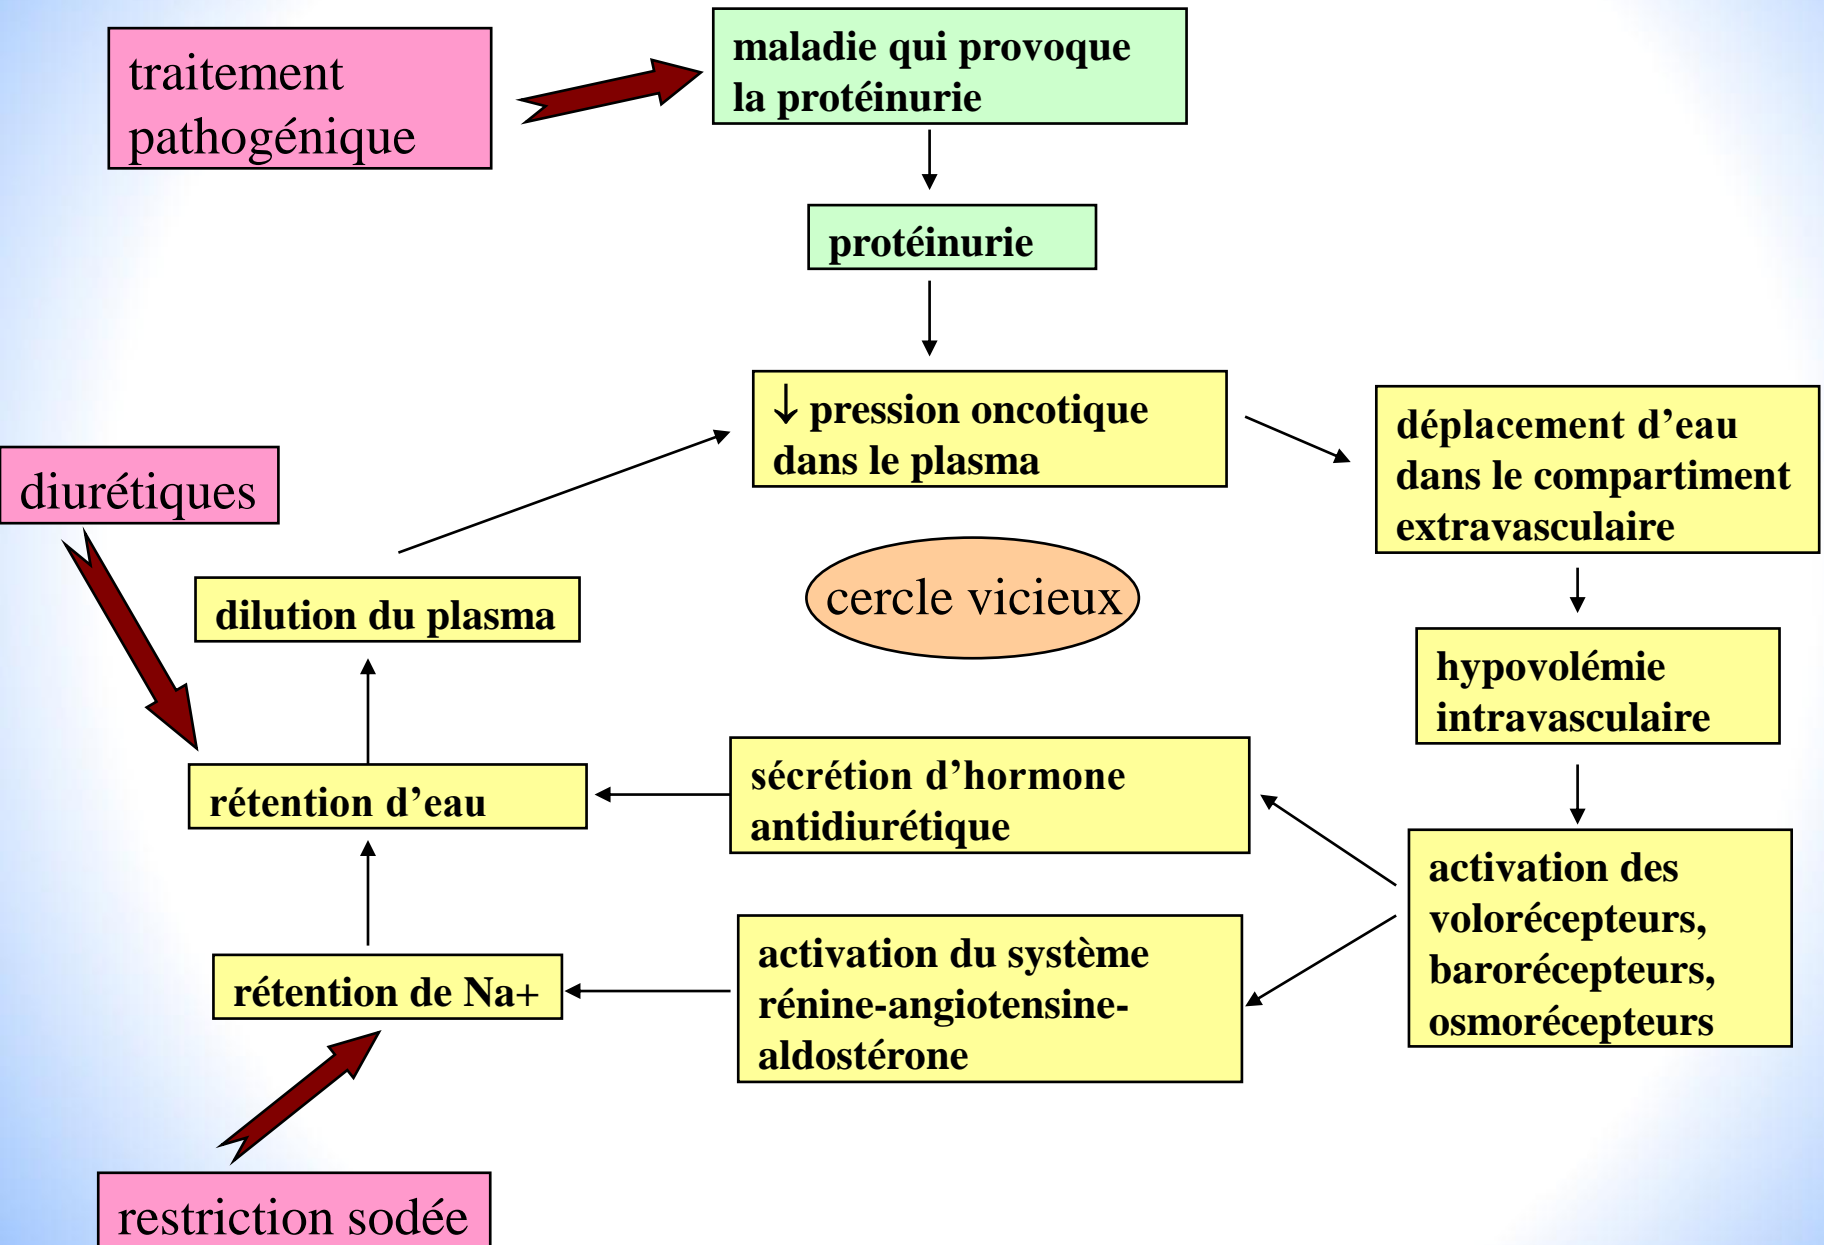 traitement
pathogénique
maladie qui provoque
la protéinurie
protéinurie
↓ pression oncotique
dans le plasma
déplacement d’eau
dans le compartiment
extravasculaire
diurétiques
dilution du plasma
cercle vicieux
hypovolémie
intravasculaire
rétention d’eau
sécrétion d’hormone
antidiurétique
activation des
volorécepteurs,
barorécepteurs,
osmorécepteurs
rétention de Na+
activation du système
rénine-angiotensine-
aldostérone
restriction sodée